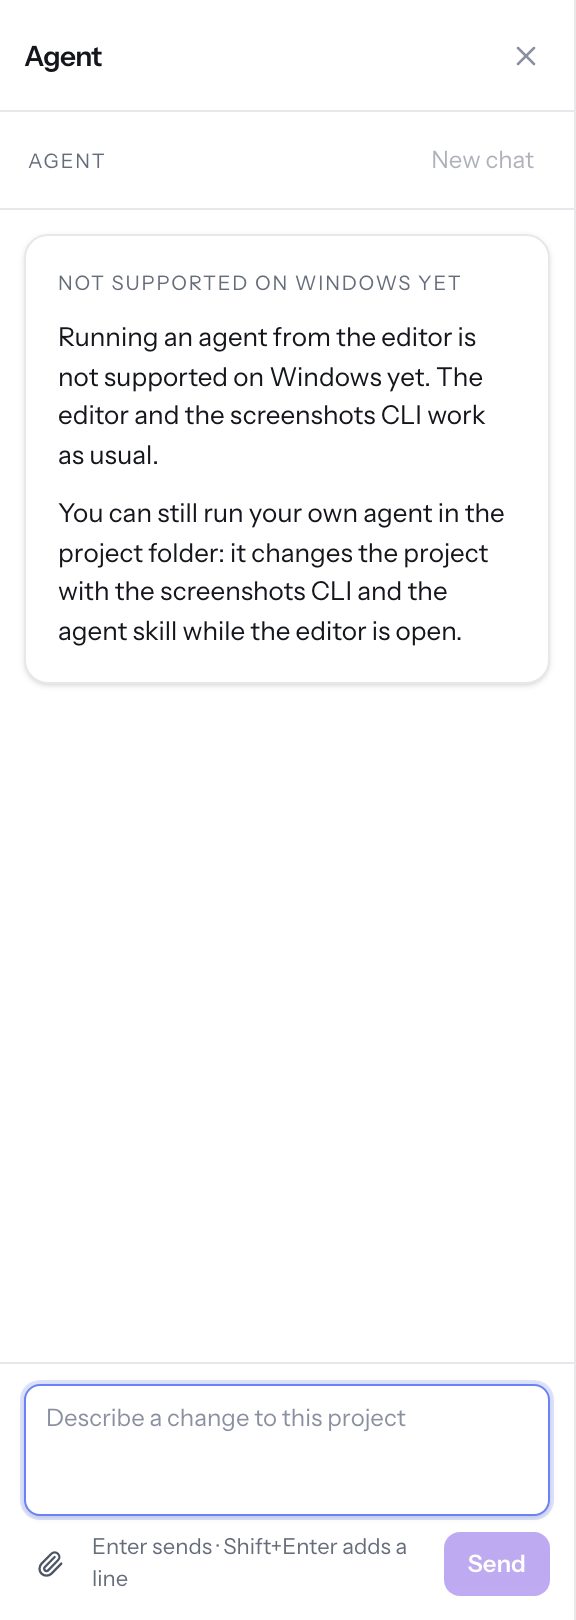 Agent
AGENT
New chat
NOT SUPPORTED ON WINDOWS YET
Running an agent from the editor is
not supported on Windows yet. The
editor and the screenshots CLI work
as usual.
You can still run your own agent in the
project folder: it changes the project
with the screenshots CLI and the
agent skill while the editor is open.
Describe a change to this project
Enter sends · Shift+Enter adds a
line
Send